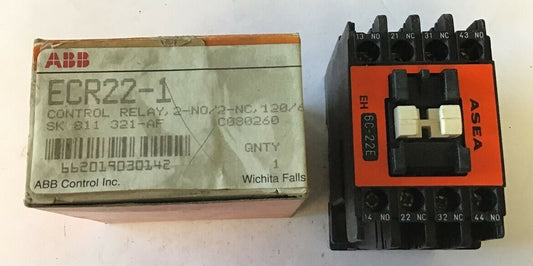 ABB
ECR22-1
CONTROL RELAY, 2-NO/2-NC, 120/6
SK 811 321-AF C080260
QNTY
662019030142 1
ABB Control Inc. Wichita Falls
13 NO 21 NC 31 NC 43 NO
ASEA
EH 6C-22E
14 NO 22 NC 32 NC 44 NO